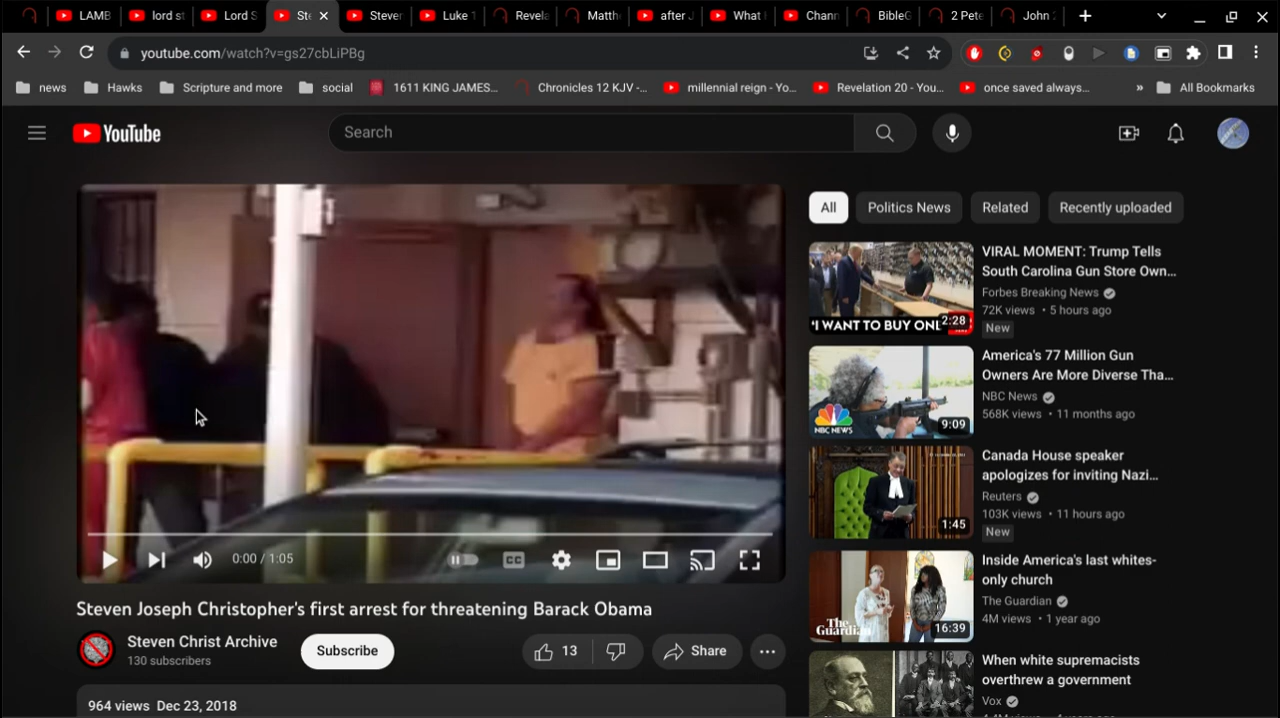 LAMB
lord st
Lord S
Ste
Steven
Luke 1
Revela
Matth
after J
What
Chann
BibleG
2 Pete
John
youtube.com/watch?v=gs27cbLiPBg
news
Hawks
Scripture and more
social
1611 KING JAMES...
Chronicles 12 KJV -...
millennial reign - Yo...
Revelation 20 - You...
once saved always...
»
All Bookmarks
YouTube
Search
All
Politics News
Related
Recently uploaded
VIRAL MOMENT: Trump Tells
South Carolina Gun Store Own...
Forbes Breaking News
72K views • 5 hours ago
New
'I WANT TO BUY ONE
2:28
America's 77 Million Gun
Owners Are More Diverse Tha...
NBC News
568K views • 11 months ago
NBC NEWS
9:09
Canada House speaker
apologizes for inviting Nazi...
Reuters
103K views • 11 hours ago
New
1:45
Inside America's last whites-
only church
The Guardian
4M views • 1 year ago
The
Guardian
16:39
When white supremacists
overthrew a government
Vox
0:00 / 1:05
CC
Steven Joseph Christopher's first arrest for threatening Barack Obama
Steven Christ Archive
130 subscribers
Subscribe
13
Share
964 views Dec 23, 2018